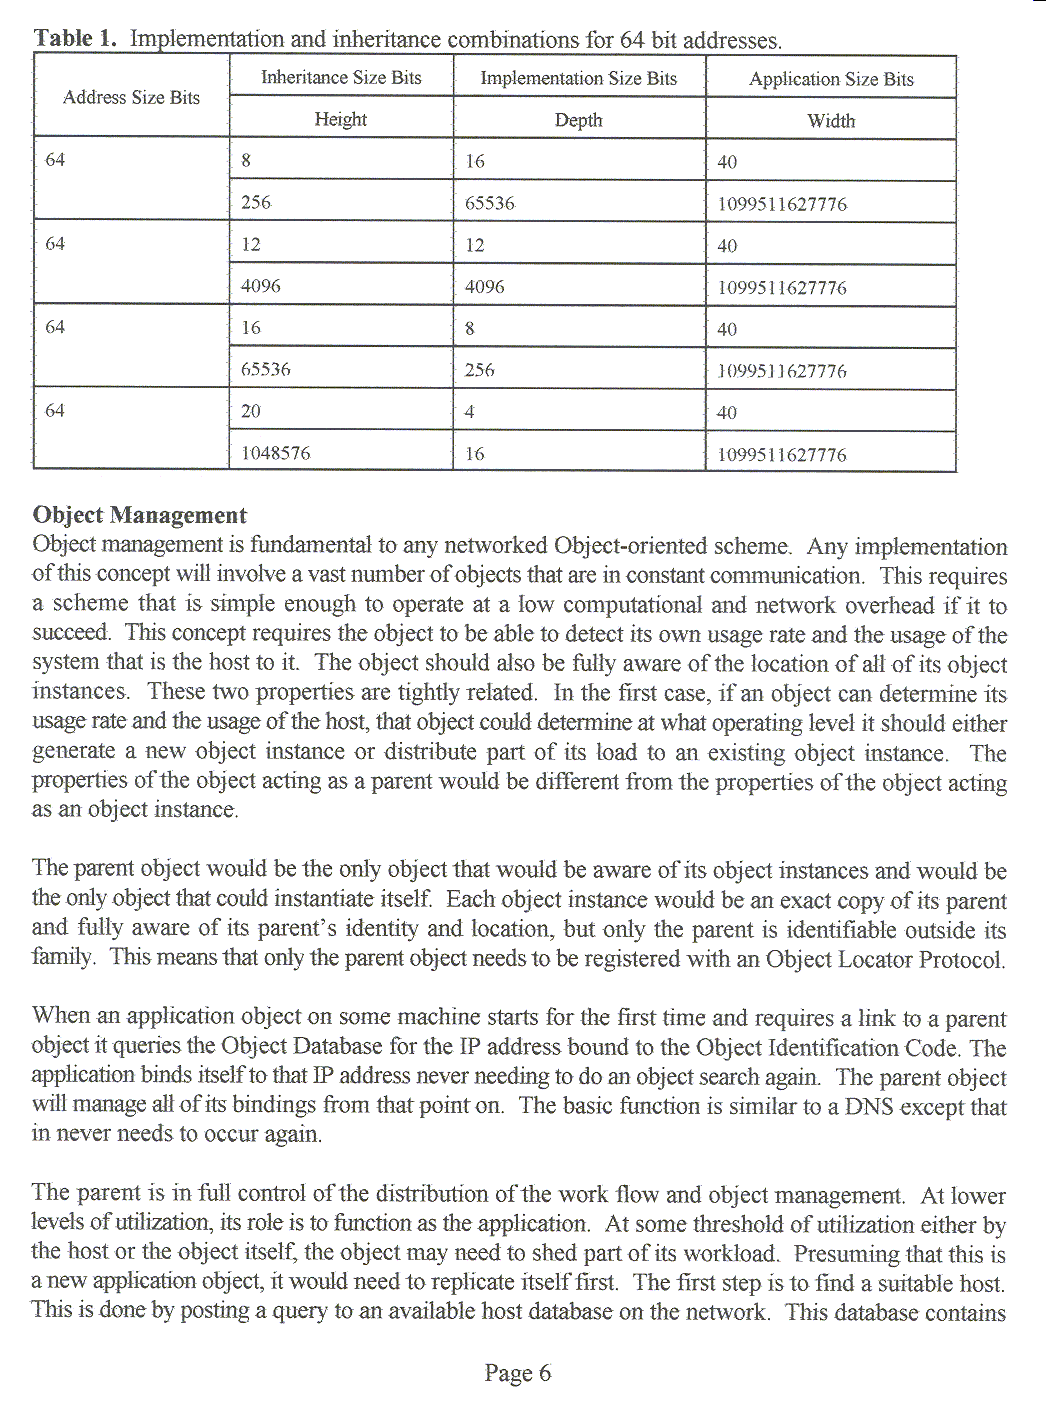 Table 1. Implementation and inheritance combinations for 64 bit addresses.
Address Size Bits
Inheritance Size Bits
Implementation Size Bits
Application Size Bits
Height
Depth
Width
64
8
16
40
256
65536
1099511627776
64
12
12
40
4096
4096
1099511627776
64
16
8
40
65536
256
1099511627776
64
20
4
40
1048576
16
1099511627776
Object Management
Object management is fundamental to any networked Object-oriented scheme. Any implementation
of this concept will involve a vast number of objects that are in constant communication. This requires
a scheme that is simple enough to operate at a low computational and network overhead if it to
succeed. This concept requires the object to be able to detect its own usage rate and the usage of the
system that is the host to it. The object should also be fully aware of the location of all of its object
instances. These two properties are tightly related. In the first case, if an object can determine its
usage rate and the usage of the host, that object could determine at what operating level it should either
generate a new object instance or distribute part of its load to an existing object instance. The
properties of the object acting as a parent would be different from the properties of the object acting
as an object instance.
The parent object would be the only object that would be aware of its object instances and would be
the only object that could instantiate itself. Each object instance would be an exact copy of its parent
and fully aware of its parent's identity and location, but only the parent is identifiable outside its
family. This means that only the parent object needs to be registered with an Object Locator Protocol.
When an application object on some machine starts for the first time and requires a link to a parent
object it queries the Object Database for the IP address bound to the Object Identification Code. The
application binds itself to that IP address never needing to do an object search again. The parent object
will manage all of its bindings from that point on. The basic function is similar to a DNS except that
in never needs to occur again.
The parent is in full control of the distribution of the work flow and object management. At lower
levels of utilization, its role is to function as the application. At some threshold of utilization either by
the host or the object itself, the object may need to shed part of its workload. Presuming that this is
a new application object, it would need to replicate itself first. The first step is to find a suitable host.
This is done by posting a query to an available host database on the network. This database contains
Page 6